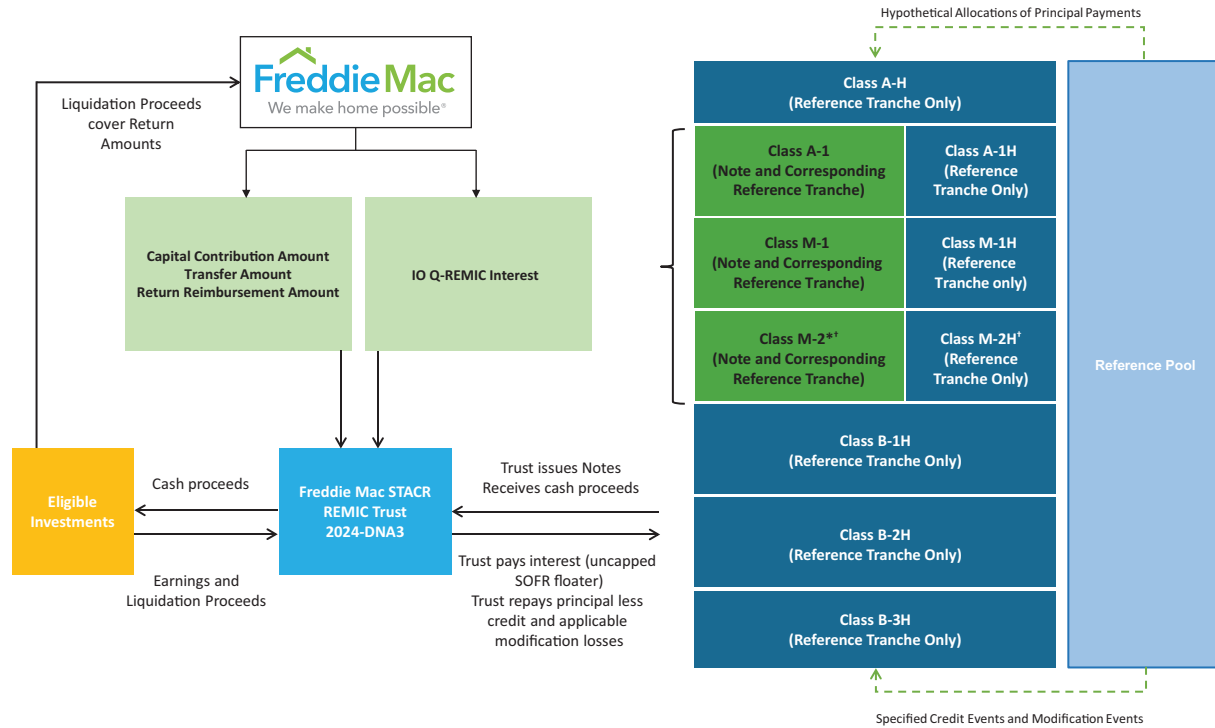 Hypothetical Allocations of Principal Payments
Freddie Mac
We make home possible®
Liquidation Proceeds
cover Return
Amounts
Capital Contribution Amount
Transfer Amount
Return Reimbursement Amount
IO Q-REMIC Interest
Eligible
Investments
Cash proceeds
Earnings and
Liquidation Proceeds
Freddie Mac STACR
REMIC Trust
2024-DNA3
Trust issues Notes
Receives cash proceeds
Trust pays interest (uncapped
SOFR floater)
Trust repays principal less
credit and applicable
modification losses
Class A-H
(Reference Tranche Only)
Class A-1
(Note and Corresponding
Reference Tranche)
Class A-1H
(Reference
Tranche Only)
Class M-1
(Note and Corresponding
Reference Tranche)
Class M-1H
(Reference
Tranche only)
Class M-2*†
(Note and Corresponding
Reference Tranche)
Class M-2H†
(Reference
Tranche Only)
Class B-1H
(Reference Tranche Only)
Class B-2H
(Reference Tranche Only)
Class B-3H
(Reference Tranche Only)
Reference Pool
Specified Credit Events and Modification Events